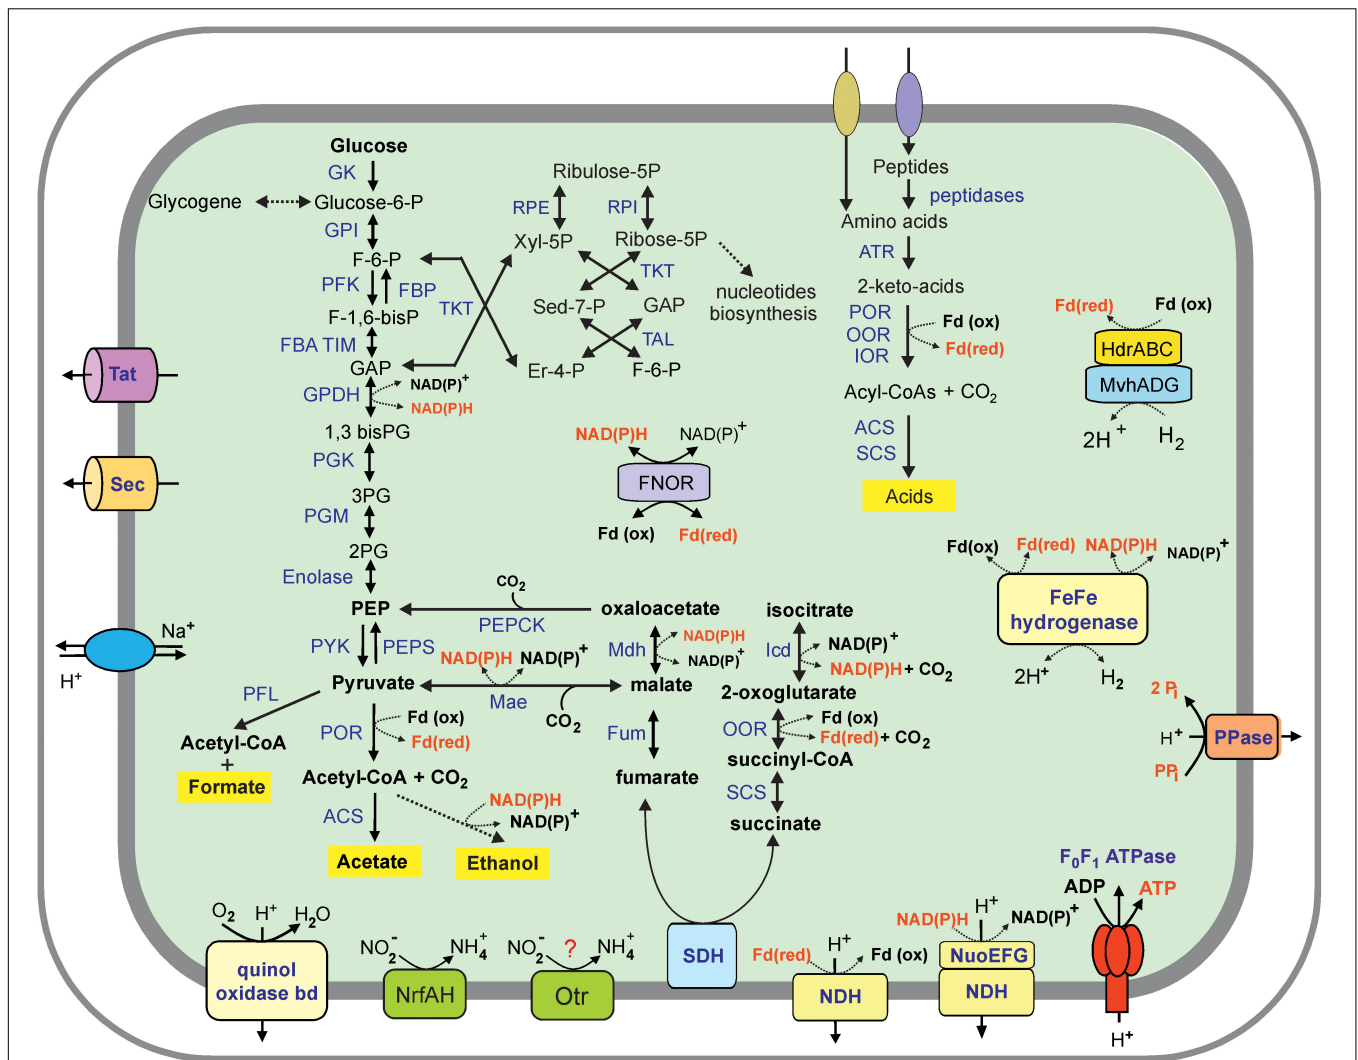 Glucose
GK
Glycogene
Glucose-6-P
GPI
F-6-P
PFK
FBP
F-1,6-bisP
FBA TIM
GAP
GPDH
NAD(P)+
NAD(P)H
1,3 bisPG
PGK
3PG
PGM
2PG
Enolase
PEP
PYK
PEPS
Pyruvate
PFL
Acetyl-CoA
+
Formate
POR
Fd (ox)
Fd(red)
Acetyl-CoA + CO2
ACS
NAD(P)H
NAD(P)+
Acetate
Ethanol
Ribulose-5P
RPE
RPI
Xyl-5P
Ribose-5P
TKT
TKT
nucleotides
biosynthesis
Sed-7-P
GAP
TAL
Er-4-P
F-6-P
NAD(P)H
NAD(P)+
FNOR
Fd (ox)
Fd(red)
CO2
PEPCK
oxaloacetate
Mdh
NAD(P)H
NAD(P)+
NAD(P)H
NAD(P)+
Mae
CO2
malate
Fum
fumarate
isocitrate
Icd
NAD(P)+
NAD(P)H + CO2
2-oxoglutarate
OOR
Fd (ox)
Fd(red) + CO2
succinyl-CoA
SCS
succinate
SDH
Peptides
peptidases
Amino acids
ATR
2-keto-acids
POR
OOR
IOR
Fd (ox)
Fd(red)
Acyl-CoAs + CO2
ACS
SCS
Acids
Fd(red)
Fd (ox)
HdrABC
MvhADG
2H+
H2
Fd(ox)
Fd(red)
NAD(P)H
NAD(P)+
FeFe
hydrogenase
2H+
H2
2 Pi
H+
PPase
PPi
F0F1 ATPase
ADP
ATP
H+
Tat
Sec
Na+
H+
O2
H+
H2O
quinol
oxidase bd
NO2-
NH4+
NrfAH
NO2-
?
NH4+
Otr
Fd(red)
H+
Fd (ox)
NDH
NAD(P)H
H+
NAD(P)+
NuoEFG
NDH